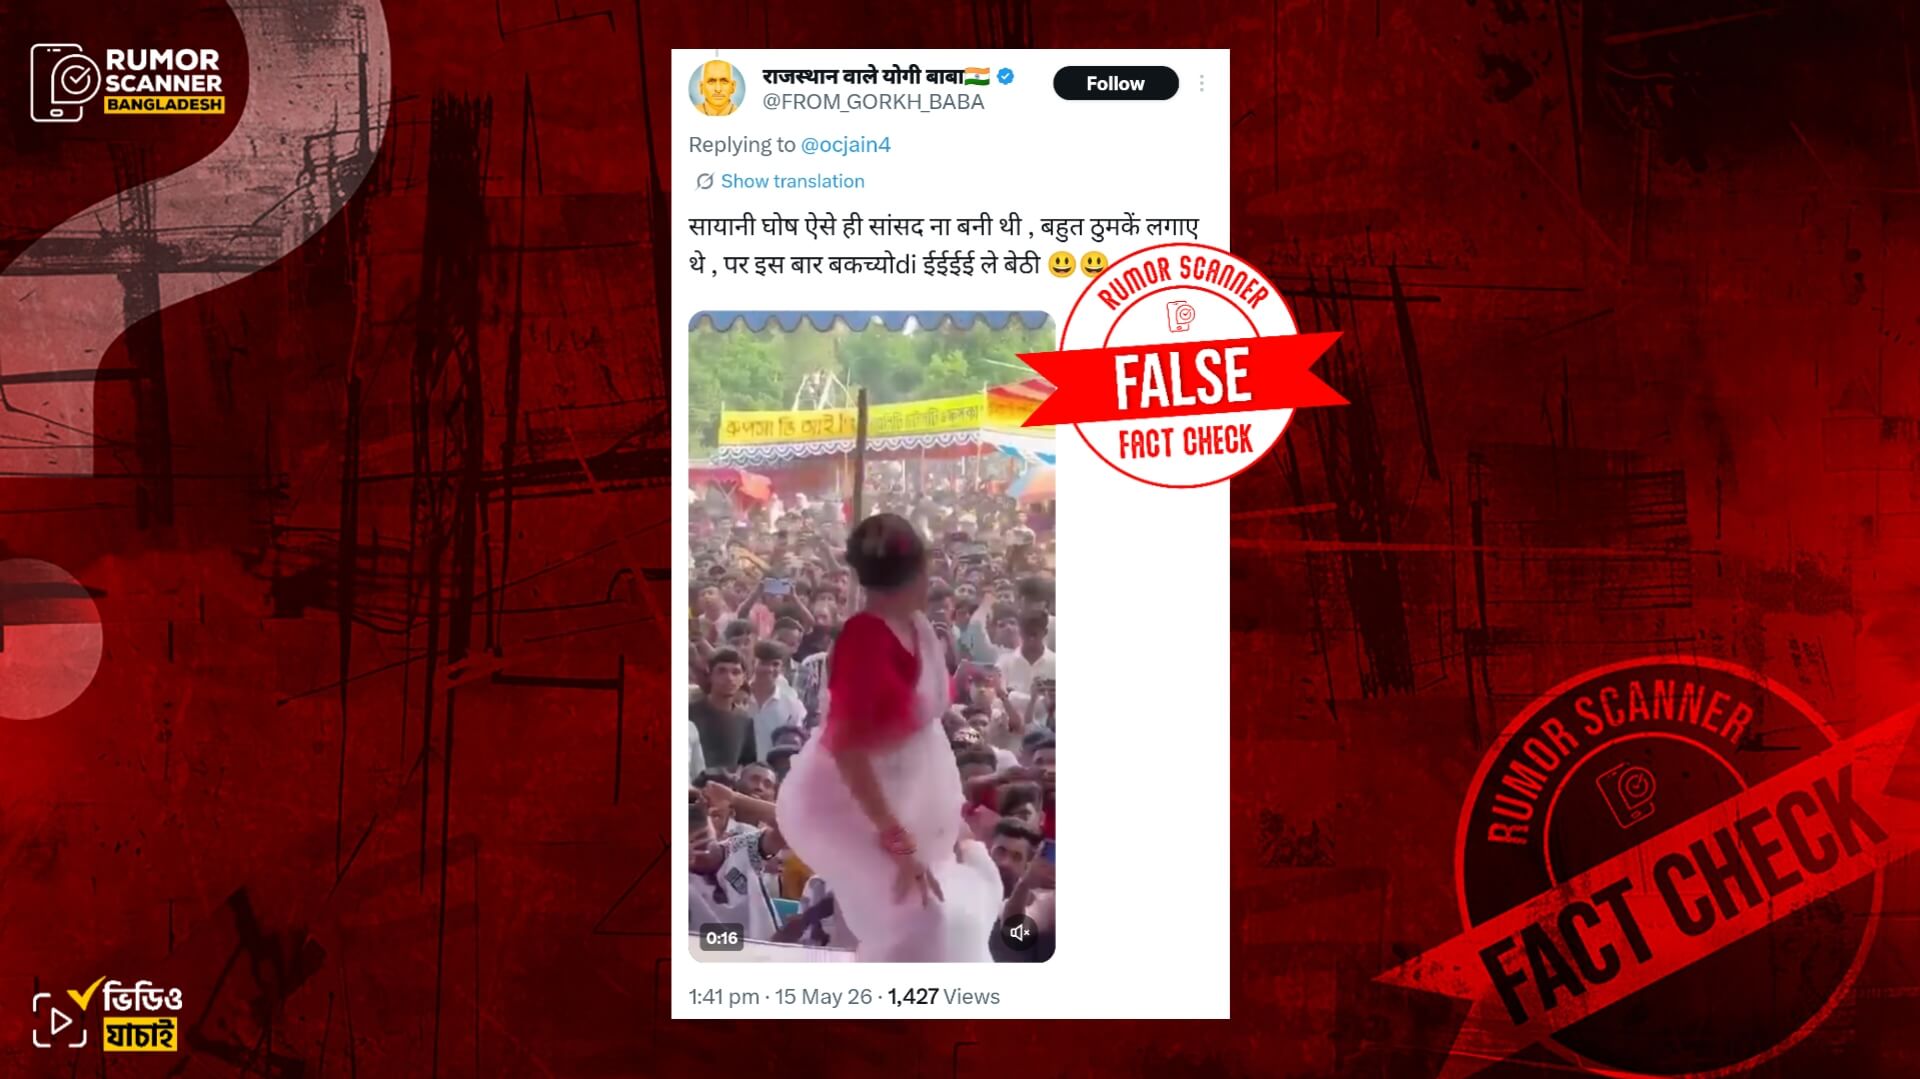 RUMOR
SCANNER
BANGLADESH
राजस्थान वाले योगी बाबा
@FROM_GORKH_BABA
Follow
Replying to @ocjain4
Show translation
सायानी घोष ऐसे ही सांसद ना बनी थी , बहुत ठुमकें लगाए
थे , पर इस बार बकच्योdi ईईईई ले बेठी 😃😃
RUMOR SCANNER
FALSE
FACT CHECK
রুপসা ভি আই
0:16
1:41 pm · 15 May 26 · 1,427 Views
RUMOR SCANNER
FACT CHECK
ভিডিও
যাচাই